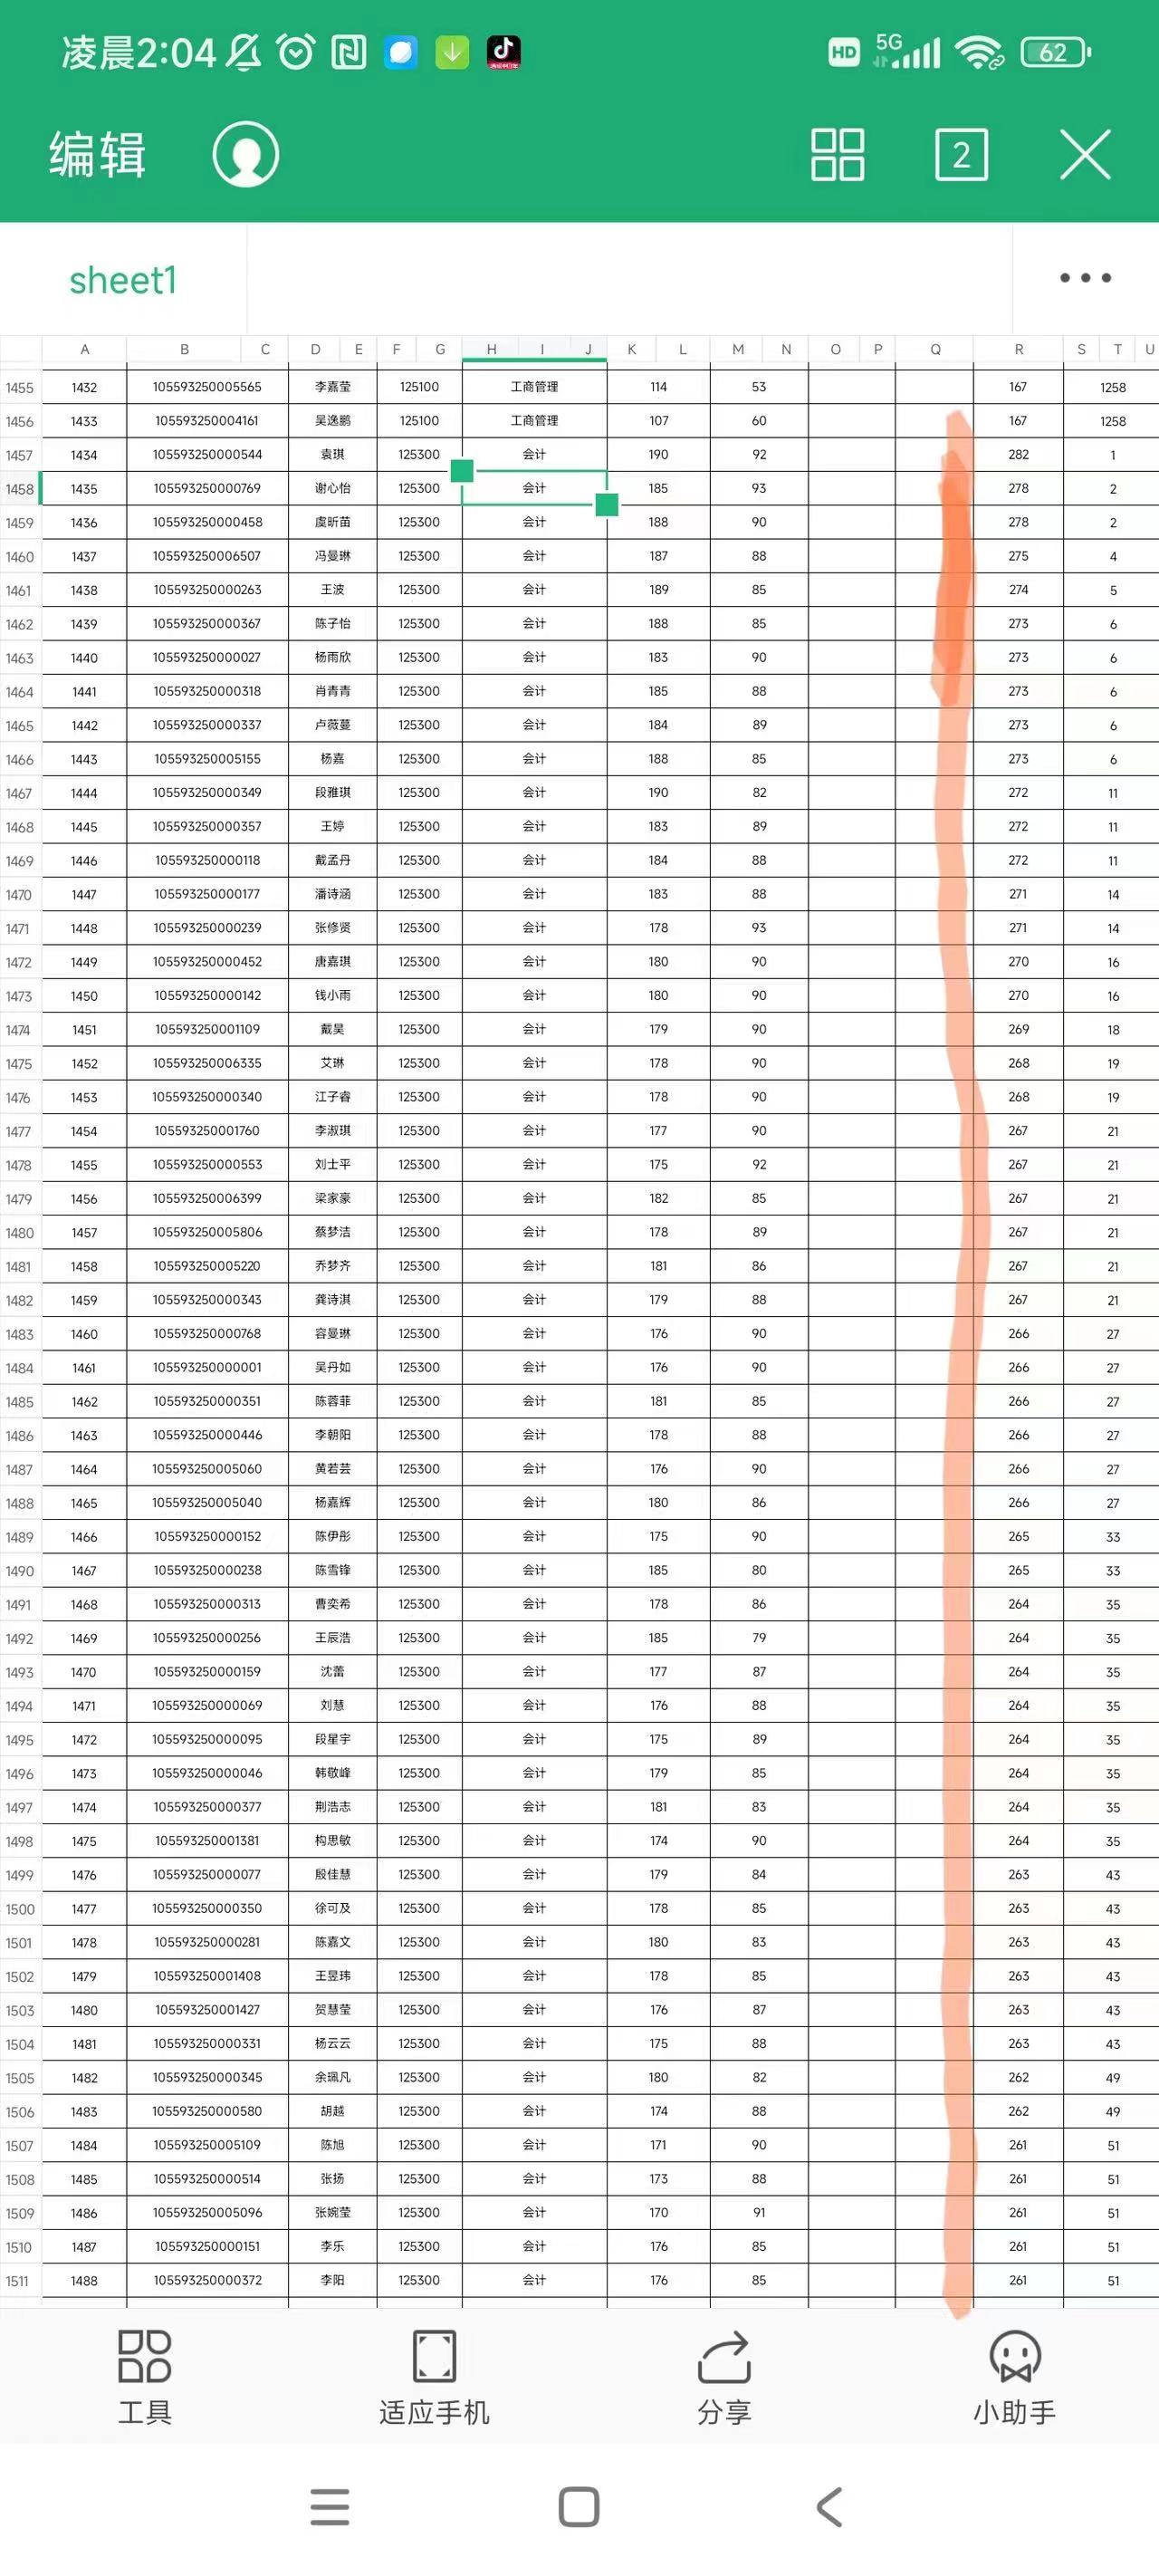 凌晨2:04 HD 5G 62
编辑 2
sheet1
A B C D E F G H I J K L M N O P Q R S T U
1455 1432 105593250005565 李嘉莹 125100 工商管理 114 53 167 1258
1456 1433 105593250004161 吴逸鹏 125100 工商管理 107 60 167 1258
1457 1434 105593250000544 袁琪 125300 会计 190 92 282 1
1458 1435 105593250000769 谢心怡 125300 会计 185 93 278 2
1459 1436 105593250000458 虞昕苗 125300 会计 188 90 278 2
1460 1437 105593250006507 冯曼琳 125300 会计 187 88 275 4
1461 1438 105593250000263 王波 125300 会计 189 85 274 5
1462 1439 105593250000367 陈子怡 125300 会计 188 85 273 6
1463 1440 105593250000027 杨雨欣 125300 会计 183 90 273 6
1464 1441 105593250000318 肖青青 125300 会计 185 88 273 6
1465 1442 105593250000337 卢薇蔓 125300 会计 184 89 273 6
1466 1443 105593250005155 杨嘉 125300 会计 188 85 273 6
1467 1444 105593250000349 段雅琪 125300 会计 190 82 272 11
1468 1445 105593250000357 王婷 125300 会计 183 89 272 11
1469 1446 105593250000118 戴孟丹 125300 会计 184 88 272 11
1470 1447 105593250000177 潘诗涵 125300 会计 183 88 271 14
1471 1448 105593250000239 张修贤 125300 会计 178 93 271 14
1472 1449 105593250000452 唐嘉琪 125300 会计 180 90 270 16
1473 1450 105593250000142 钱小雨 125300 会计 180 90 270 16
1474 1451 105593250001109 戴昊 125300 会计 179 90 269 18
1475 1452 105593250006335 艾琳 125300 会计 178 90 268 19
1476 1453 105593250000340 江子睿 125300 会计 178 90 268 19
1477 1454 105593250001760 李淑琪 125300 会计 177 90 267 21
1478 1455 105593250000553 刘士平 125300 会计 175 92 267 21
1479 1456 105593250006399 梁家豪 125300 会计 182 85 267 21
1480 1457 105593250005806 蔡梦洁 125300 会计 178 89 267 21
1481 1458 105593250005220 乔梦齐 125300 会计 181 86 267 21
1482 1459 105593250000343 龚诗淇 125300 会计 179 88 267 21
1483 1460 105593250000768 容曼琳 125300 会计 176 90 266 27
1484 1461 105593250000001 吴丹如 125300 会计 176 90 266 27
1485 1462 105593250000351 陈蓉菲 125300 会计 181 85 266 27
1486 1463 105593250000446 李朝阳 125300 会计 178 88 266 27
1487 1464 105593250005060 黄若芸 125300 会计 176 90 266 27
1488 1465 105593250005040 杨嘉辉 125300 会计 180 86 266 27
1489 1466 105593250000152 陈伊彤 125300 会计 175 90 265 33
1490 1467 105593250000238 陈雪锋 125300 会计 185 80 265 33
1491 1468 105593250000313 曹奕希 125300 会计 178 86 264 35
1492 1469 105593250000256 王辰浩 125300 会计 185 79 264 35
1493 1470 105593250000159 沈蕾 125300 会计 177 87 264 35
1494 1471 105593250000069 刘慧 125300 会计 176 88 264 35
1495 1472 105593250000095 段星宇 125300 会计 175 89 264 35
1496 1473 105593250000046 韩敬峰 125300 会计 179 85 264 35
1497 1474 105593250000377 荆浩志 125300 会计 181 83 264 35
1498 1475 105593250001381 构思敏 125300 会计 174 90 264 35
1499 1476 105593250000077 殷佳慧 125300 会计 179 84 263 43
1500 1477 105593250000350 徐可及 125300 会计 178 85 263 43
1501 1478 105593250000281 陈嘉文 125300 会计 180 83 263 43
1502 1479 105593250001408 王昱玮 125300 会计 178 85 263 43
1503 1480 105593250001427 贺慧莹 125300 会计 176 87 263 43
1504 1481 105593250000331 杨云云 125300 会计 175 88 263 43
1505 1482 105593250000345 余珮凡 125300 会计 180 82 262 49
1506 1483 105593250000580 胡越 125300 会计 174 88 262 49
1507 1484 105593250005109 陈旭 125300 会计 171 90 261 51
1508 1485 105593250000514 张扬 125300 会计 173 88 261 51
1509 1486 105593250005096 张婉莹 125300 会计 170 91 261 51
1510 1487 105593250000151 李乐 125300 会计 176 85 261 51
1511 1488 105593250000372 李阳 125300 会计 176 85 261 51
工具 适应手机 分享 小助手